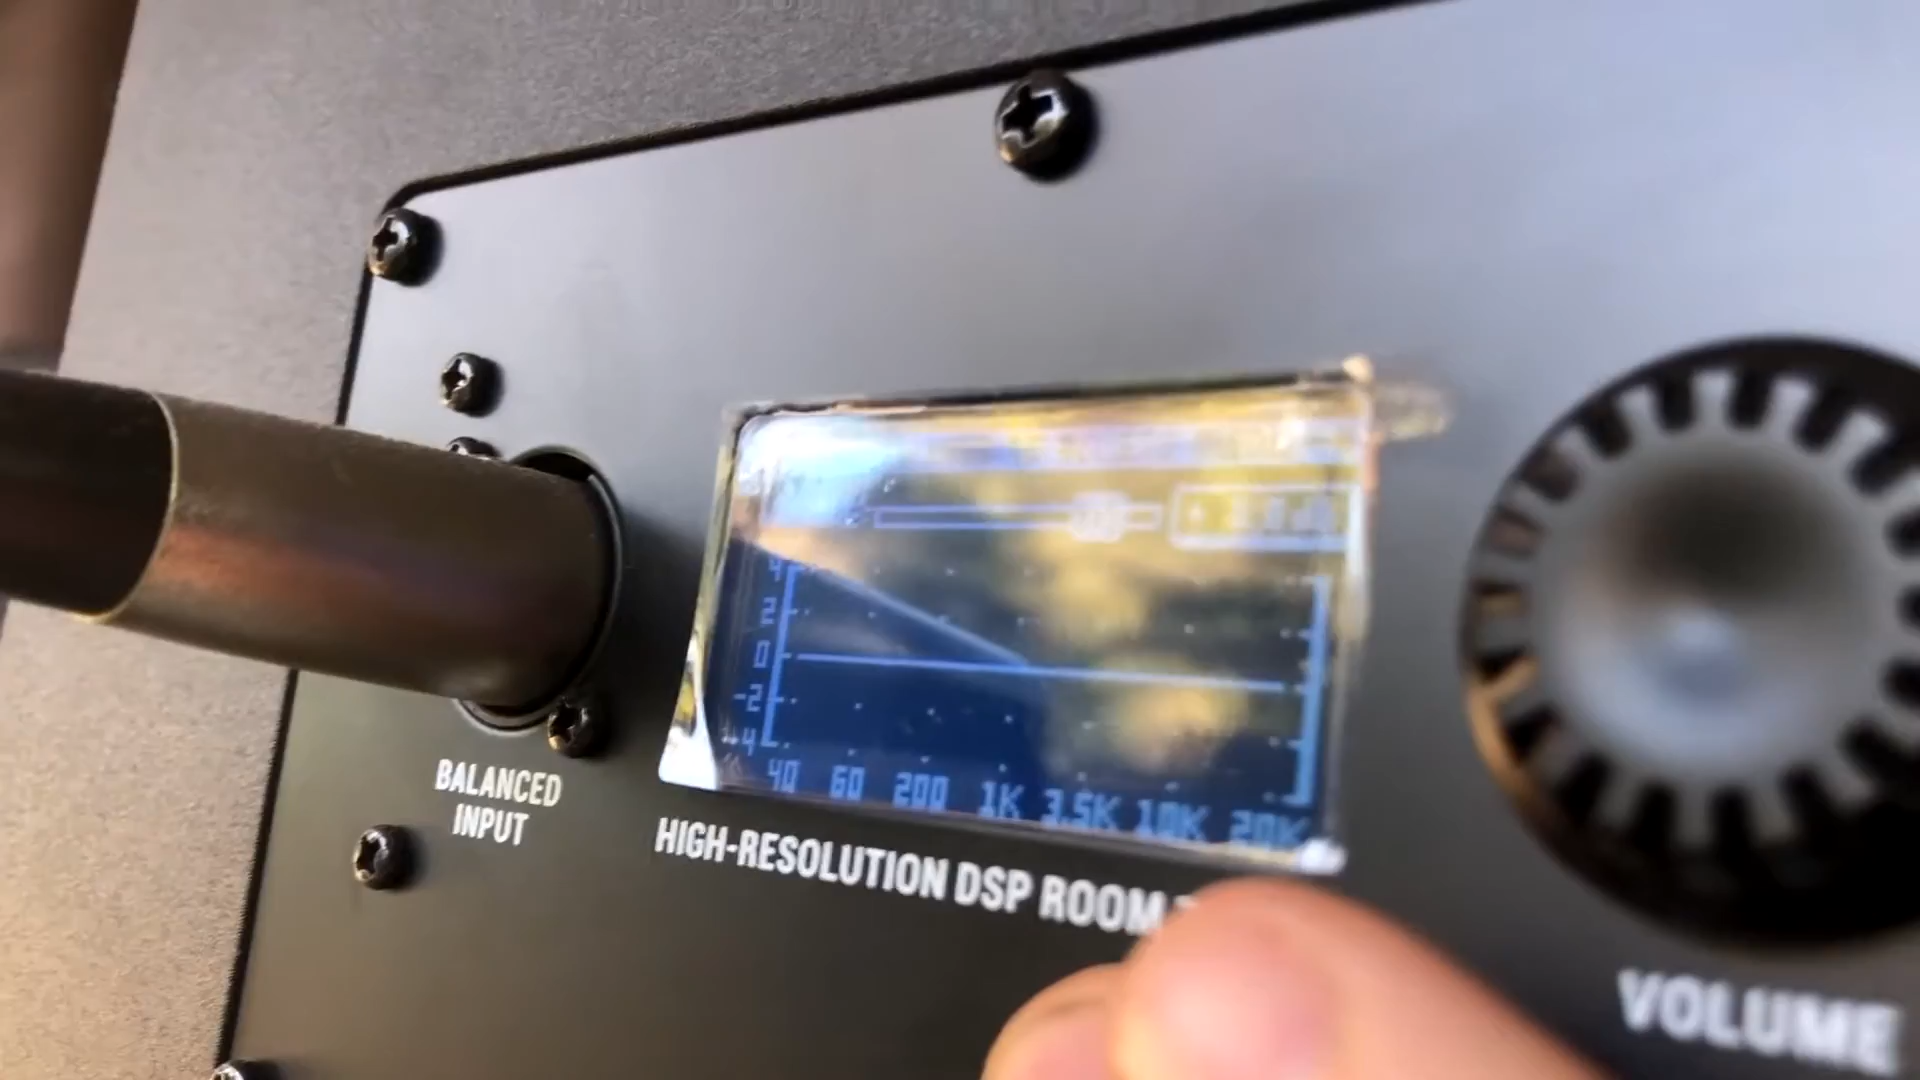 4
2
0
-2
-4
40 60 200 1K 3.5K 10K 20K
BALANCED
INPUT
HIGH-RESOLUTION DSP ROOM
VOLUME